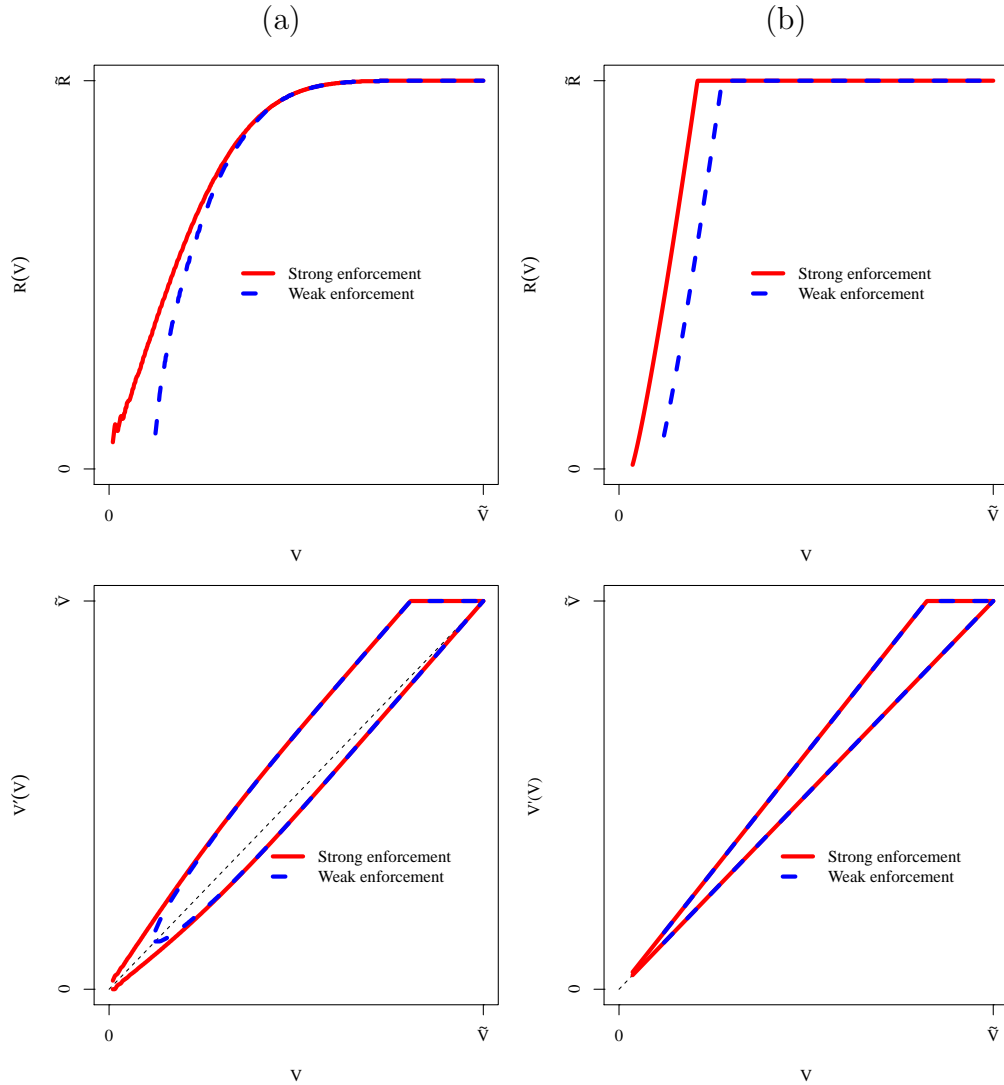 (a)
(b)
R̃
R(V)
0
Strong enforcement
Weak enforcement
0
Ṽ
V
R̃
R(V)
0
Strong enforcement
Weak enforcement
0
Ṽ
V
Ṽ
V'(V)
0
Strong enforcement
Weak enforcement
0
Ṽ
V
Ṽ
V'(V)
0
Strong enforcement
Weak enforcement
0
Ṽ
V